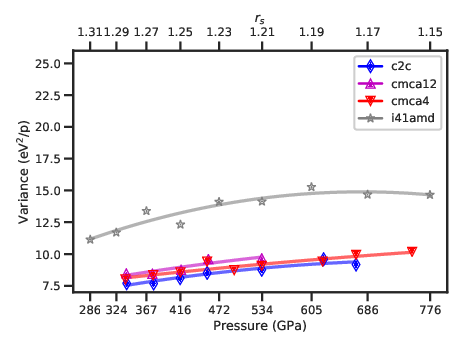 r_s
1.31 1.29 1.27 1.25 1.23 1.21 1.19 1.17 1.15
c2c
cmca12
cmca4
i41amd
Variance (eV²/p)
25.0
22.5
20.0
17.5
15.0
12.5
10.0
7.5
286 324 367 416 472 534 605 686 776
Pressure (GPa)